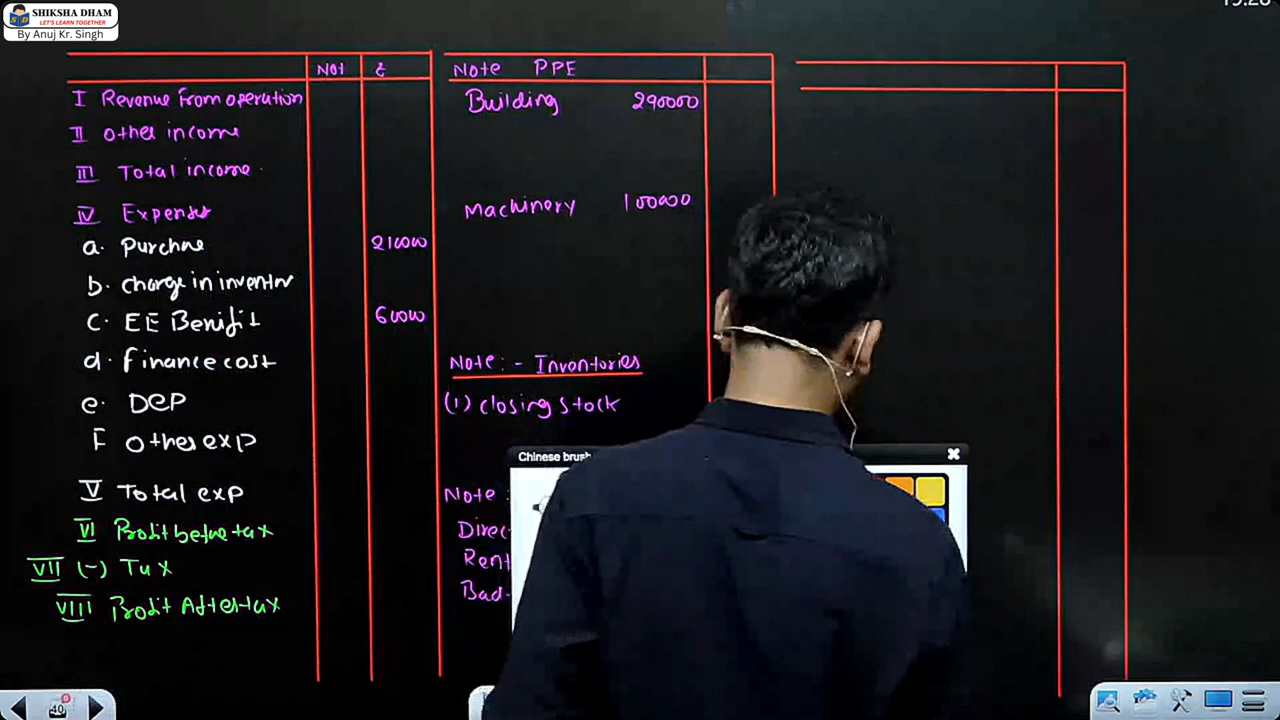 SHIKSHA DHAM
LET'S LEARN TOGETHER
By Anuj Kr. Singh
Not ₹
I Revenue from operation
II Other income
III Total income
IV Expenses
a. Purchase 210000
b. change in inventor
c. EE Benifit 60000
d. Finance cost
e. DEP
F Other exp
V Total exp
VI Profit before tax
VII (-) Tax
VIII Profit After tax
Note PPE
Building 290000
Machinery 100000
Note :- Inventories
(1) closing stock
Note :
Direc
Rent
Bad-
Chinese brush
40